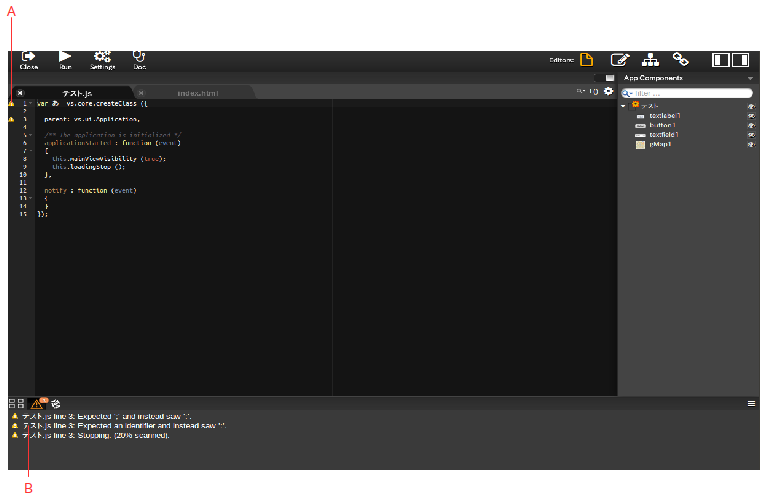 A
Close Run Settings Doc Editors:
App Components
テスト.js index.html
filter ...
テスト
textlabel1
button1
textfield1
gMap1
1 var テスト = vs.core.createClass ({
2
3 parent: vs.ui.Application,
4
5 /** the application is initialized */
6 applicationStarted : function (event)
7 {
8 this.mainViewVisibility (true);
9 this.loadingStop ();
10 },
11
12 notify : function (event)
13 {
14 }
15 });
テスト.js line 3: Expected ';' and instead saw ':'.
テスト.js line 3: Expected an identifier and instead saw ':'.
テスト.js line 3: Stopping. (20% scanned).
B